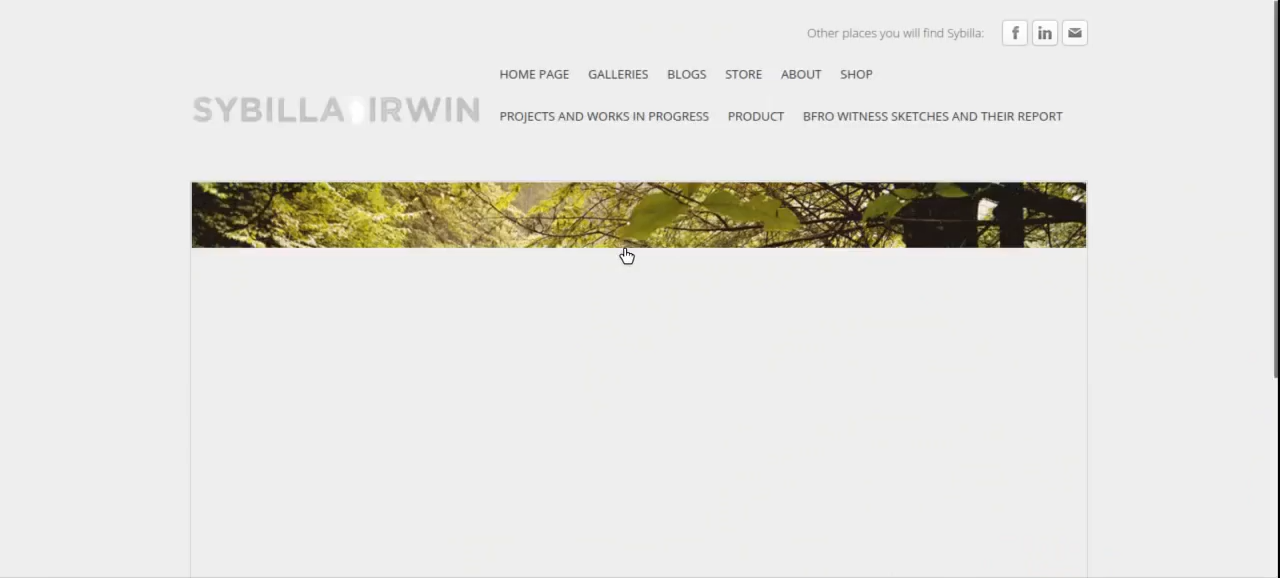 Other places you will find Sybilla:
HOME PAGE GALLERIES BLOGS STORE ABOUT SHOP
SYBILLA IRWIN
PROJECTS AND WORKS IN PROGRESS PRODUCT BFRO WITNESS SKETCHES AND THEIR REPORT